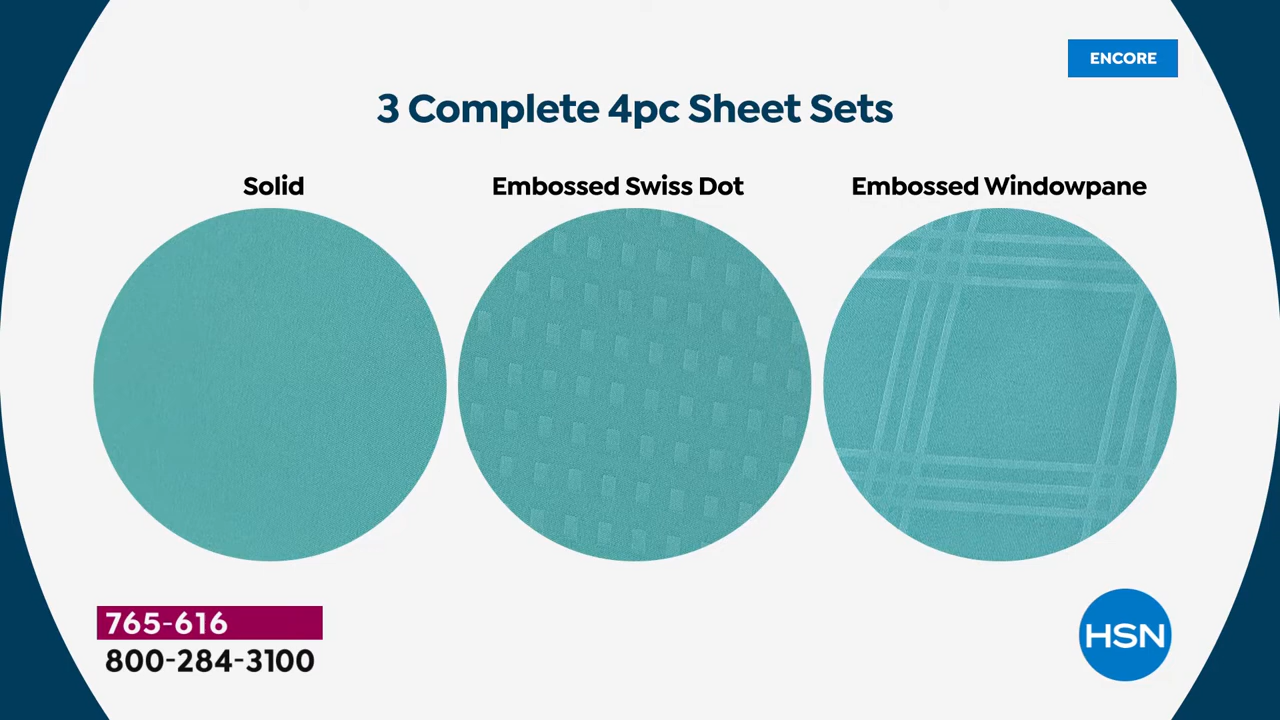 ENCORE
3 Complete 4pc Sheet Sets
Solid
Embossed Swiss Dot
Embossed Windowpane
765-616
800-284-3100
HSN